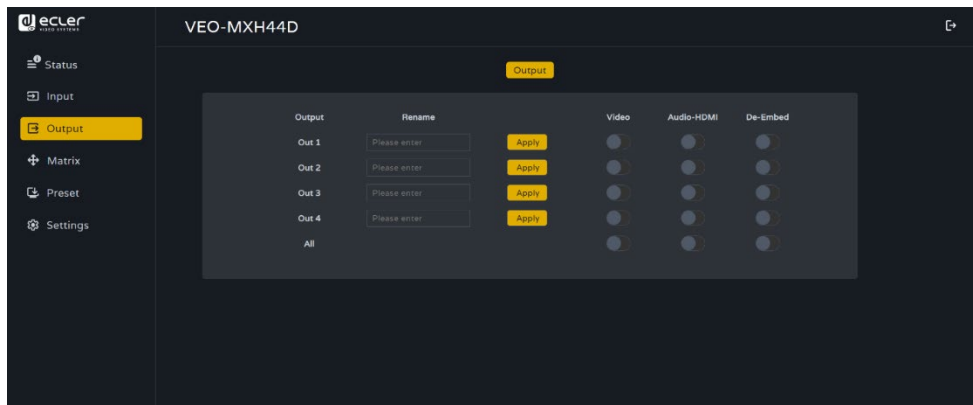 ecler
VIDEO SYSTEMS
VEO-MXH44D
Status
Input
Output
Matrix
Preset
Settings
Output
Output Rename Video Audio-HDMI De-Embed
Out 1 Please enter Apply
Out 2 Please enter Apply
Out 3 Please enter Apply
Out 4 Please enter Apply
All